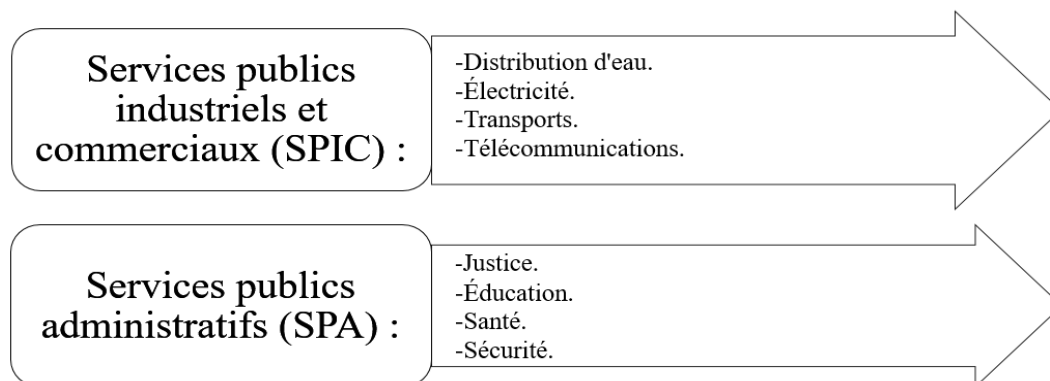 Services publics
industriels et
commerciaux (SPIC) :
-Distribution d'eau.
-Électricité.
-Transports.
-Télécommunications.
Services publics
administratifs (SPA) :
-Justice.
-Éducation.
-Santé.
-Sécurité.